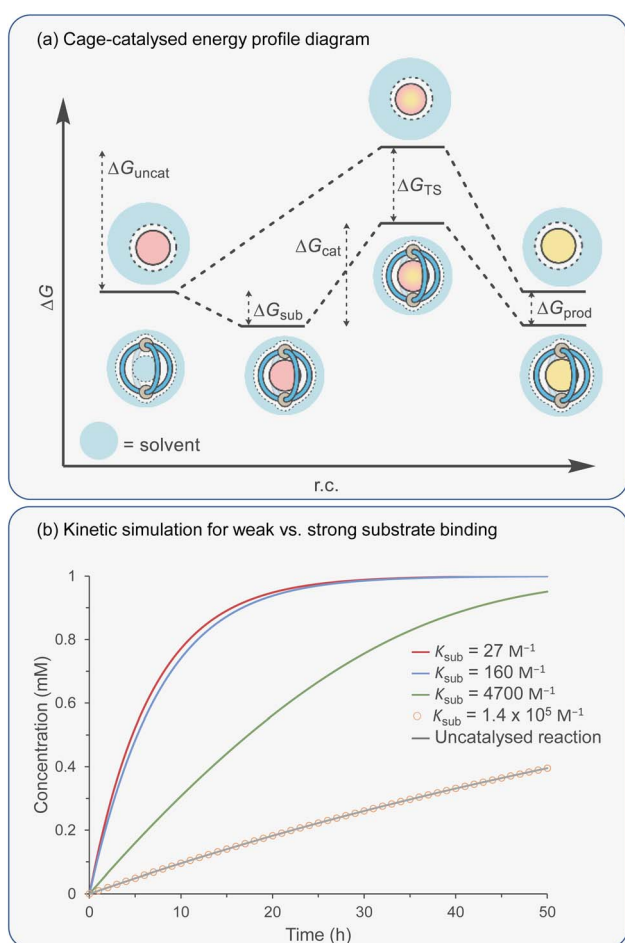 (a) Cage-catalysed energy profile diagram
ΔG
ΔGuncat
ΔGsub
ΔGcat
ΔGTS
ΔGprod
= solvent
r.c.
(b) Kinetic simulation for weak vs. strong substrate binding
Concentration (mM)
1
0.8
0.6
0.4
0.2
0
Ksub = 27 M⁻¹
Ksub = 160 M⁻¹
Ksub = 4700 M⁻¹
Ksub = 1.4 x 10⁵ M⁻¹
Uncatalysed reaction
0 10 20 30 40 50
Time (h)